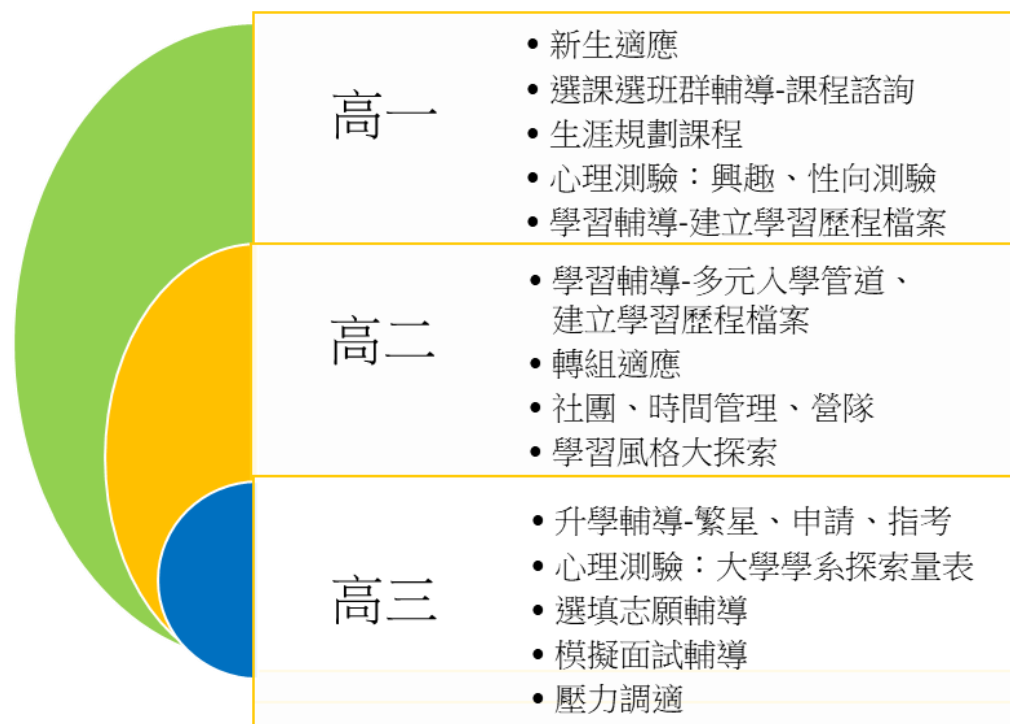 高一
• 新生適應
• 選課選班群輔導-課程諮詢
• 生涯規劃課程
• 心理測驗：興趣、性向測驗
• 學習輔導-建立學習歷程檔案
高二
• 學習輔導-多元入學管道、
建立學習歷程檔案
• 轉組適應
• 社團、時間管理、營隊
• 學習風格大探索
高三
• 升學輔導-繁星、申請、指考
• 心理測驗：大學學系探索量表
• 選填志願輔導
• 模擬面試輔導
• 壓力調適